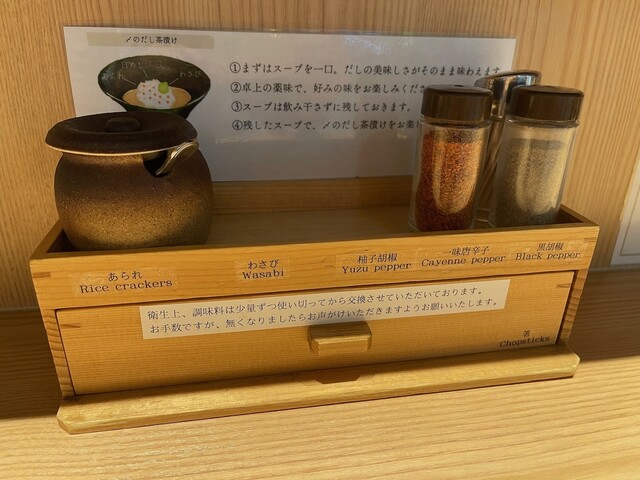 〆のだし茶漬け
わさび
①まずはスープを一口。だしの美味しさがそのまま味わえます
②卓上の薬味で、好みの味をお楽しみくださ
③スープは飲み干さずに残しておきます。
④残したスープで、〆のだし茶漬けをお楽し
あられ
Rice crackers
わさび
Wasabi
柚子胡椒
Yuzu pepper
一味唐辛子
Cayenne pepper
黒胡椒
Black pepper
衛生上、調味料は少量ずつ使い切ってから交換させていただいております。
お手数ですが、無くなりましたらお声がけいただきますようお願いいたします。
箸
Chopsticks